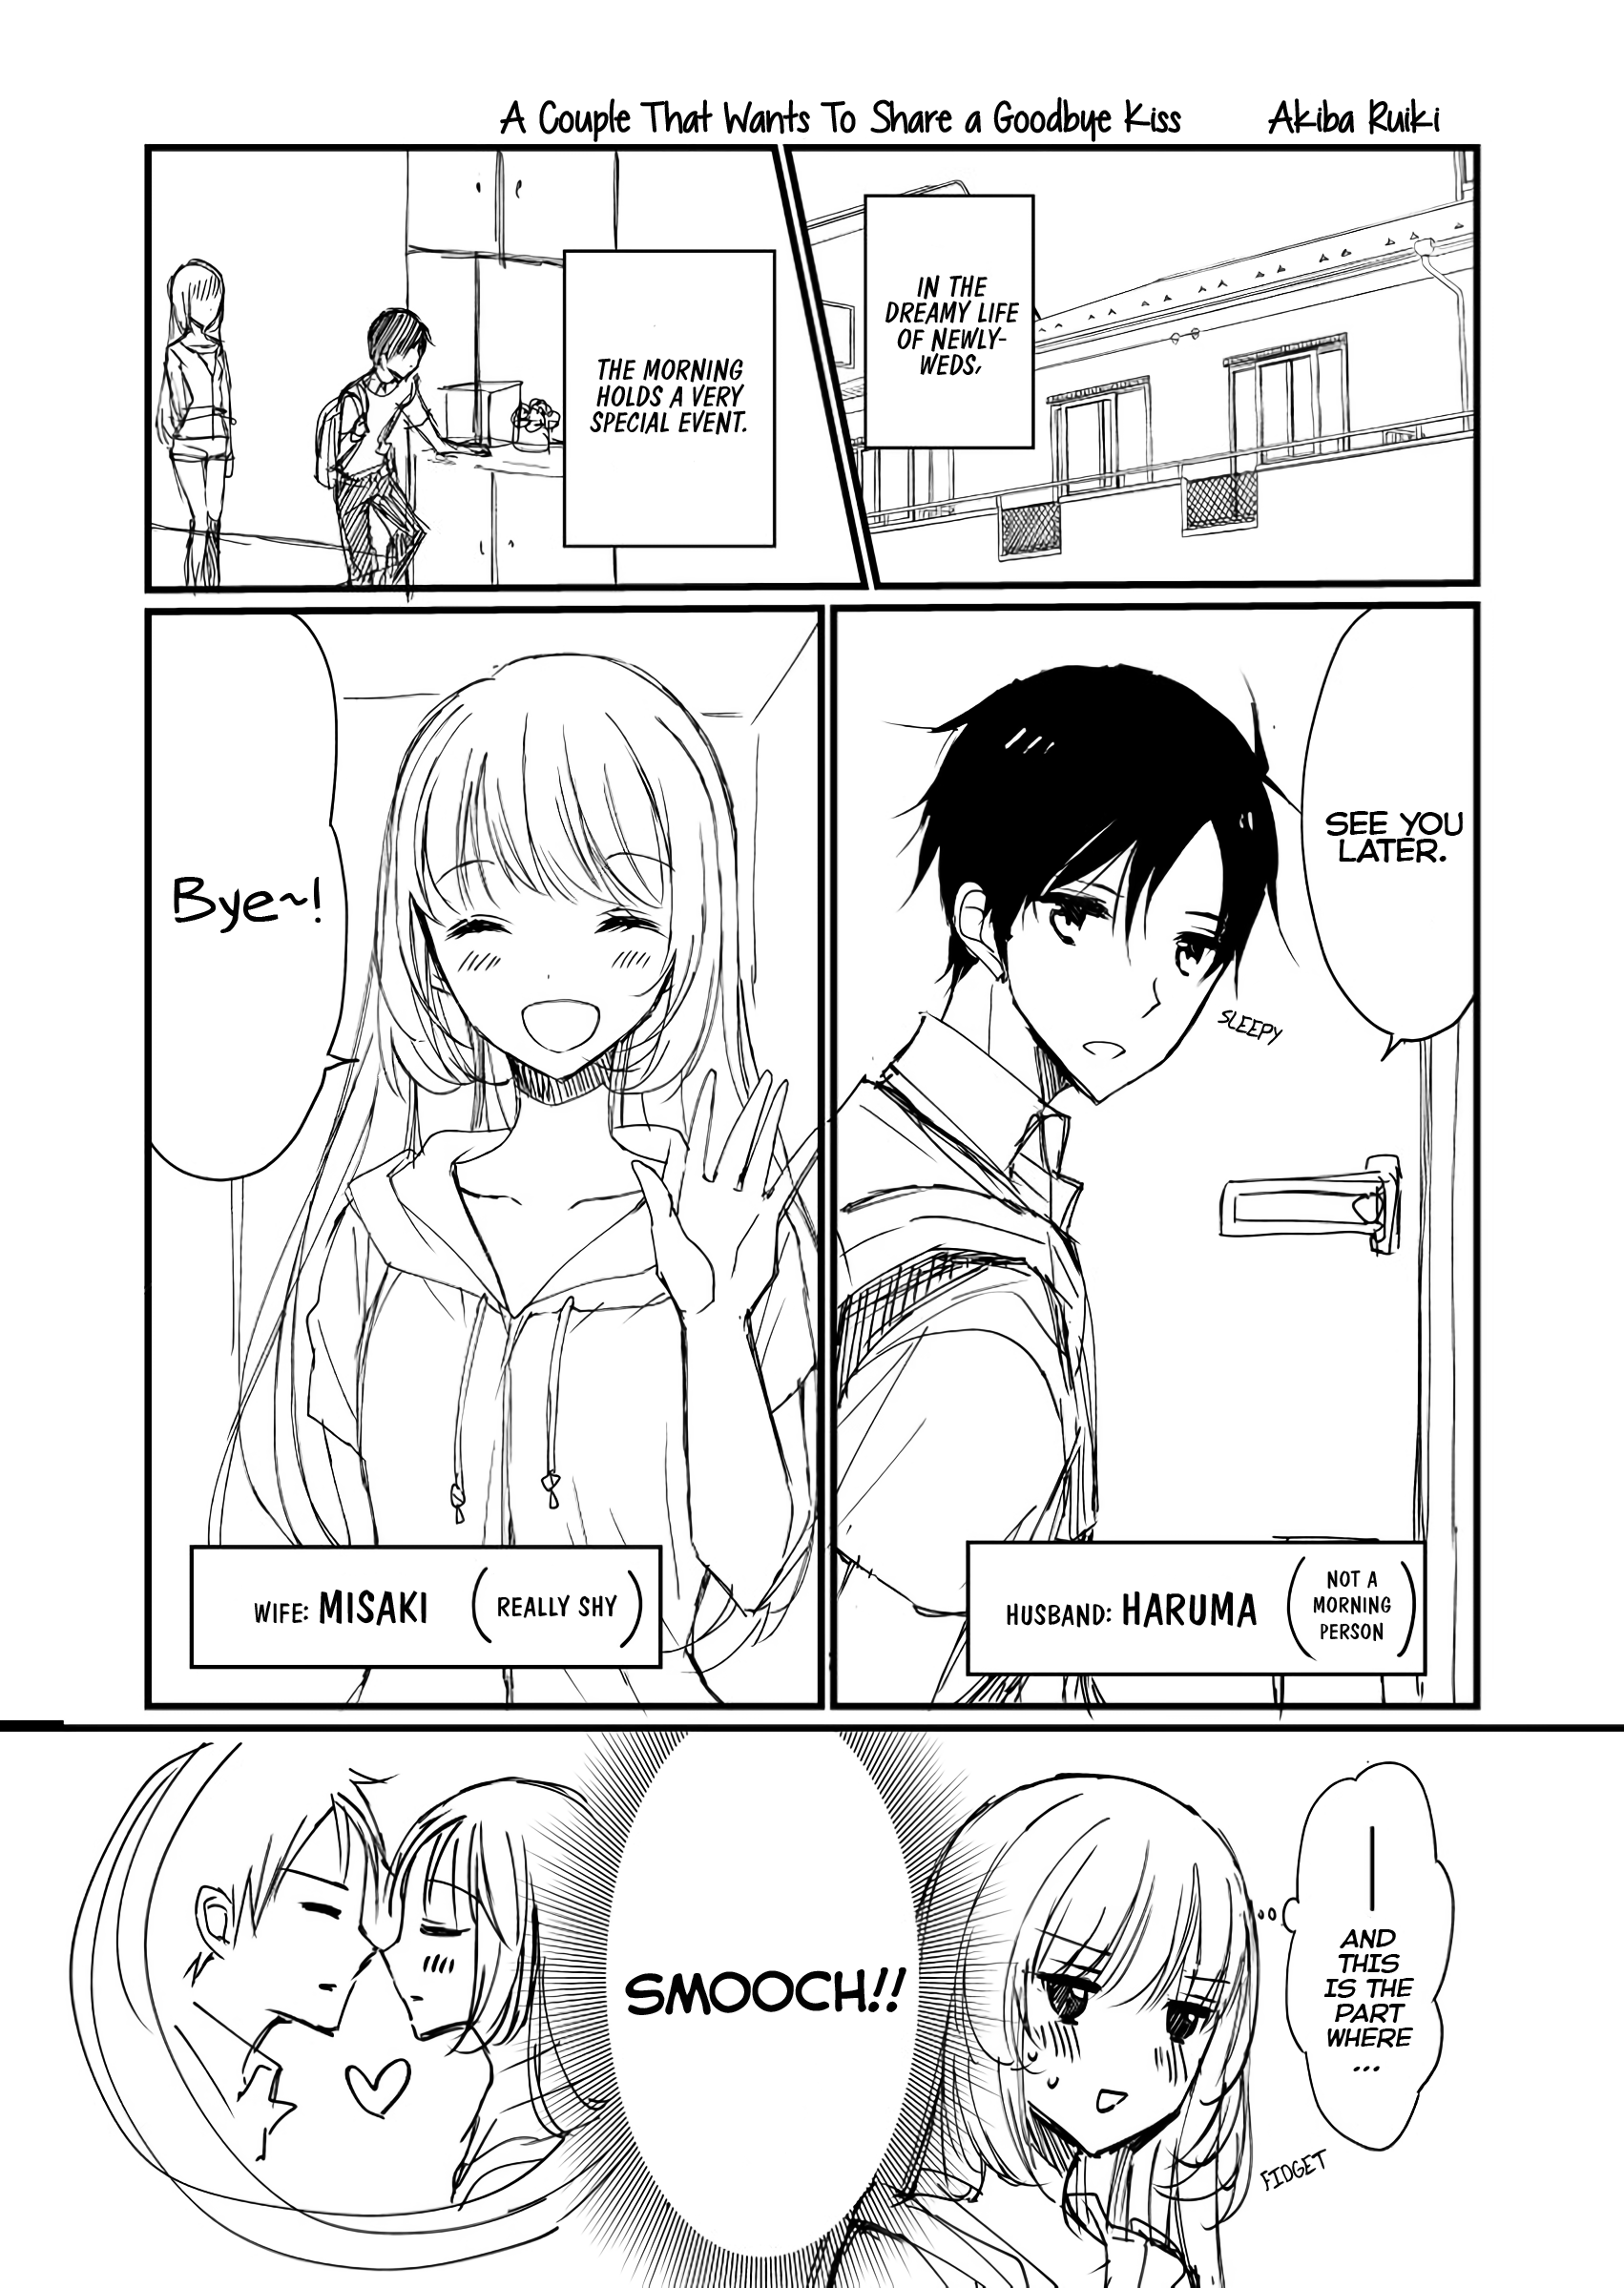 A Couple That Wants To Share a Goodbye Kiss
Akiba Ruiki
IN THE
DREAMY LIFE
OF NEWLY-
WEDS,
THE MORNING
HOLDS A VERY
SPECIAL EVENT.
SEE YOU
LATER.
SLEEPY
HUSBAND: HARUMA
NOT A
MORNING
PERSON
Bye~!
WIFE: MISAKI (REALLY SHY)
AND
THIS
IS THE
PART
WHERE
...
FIDGET
SMOOCH!!